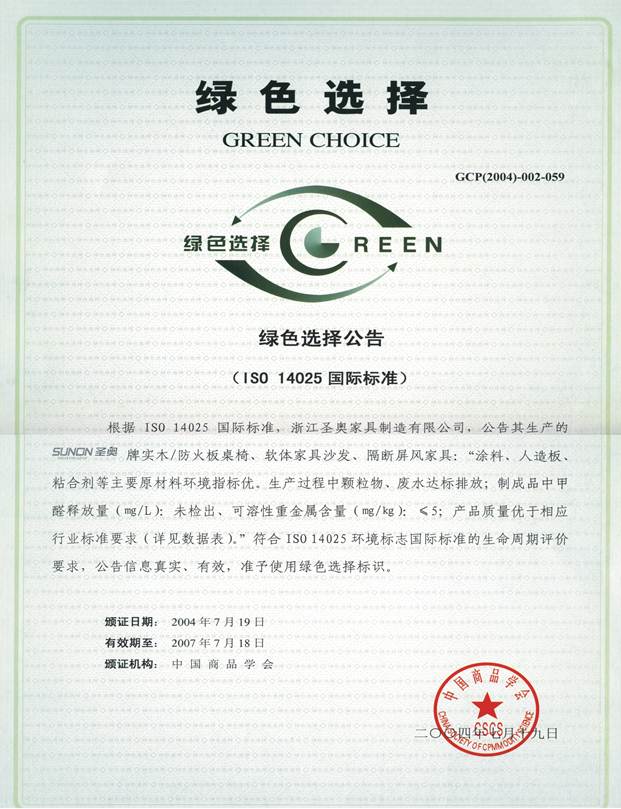 绿色选择
GREEN CHOICE
GCP(2004)-002-059
绿色选择 GREEN
绿色选择公告
（ISO 14025 国际标准）
根据 ISO 14025 国际标准，浙江圣奥家具制造有限公司，公告其生产的
SUNON圣奥 牌实木/防火板桌椅、软体家具沙发、隔断屏风家具：“涂料、人造板、
粘合剂等主要原材料环境指标优。生产过程中颗粒物、废水达标排放；制成品中甲
醛释放量（mg/L）：未检出、可溶性重金属含量（mg/kg）：≤5；产品质量优于相应
行业标准要求（详见数据表）。”符合 ISO 14025 环境标志国际标准的生命周期评价
要求，公告信息真实、有效，准予使用绿色选择标识。
颁证日期： 2004 年 7 月 19 日
有效期至： 2007 年 7 月 18 日
颁证机构： 中国商品学会
中国商品学会
CSCS
CHINA SOCIETY OF CPMMODITY SCIENCE
二〇〇四年七月十九日